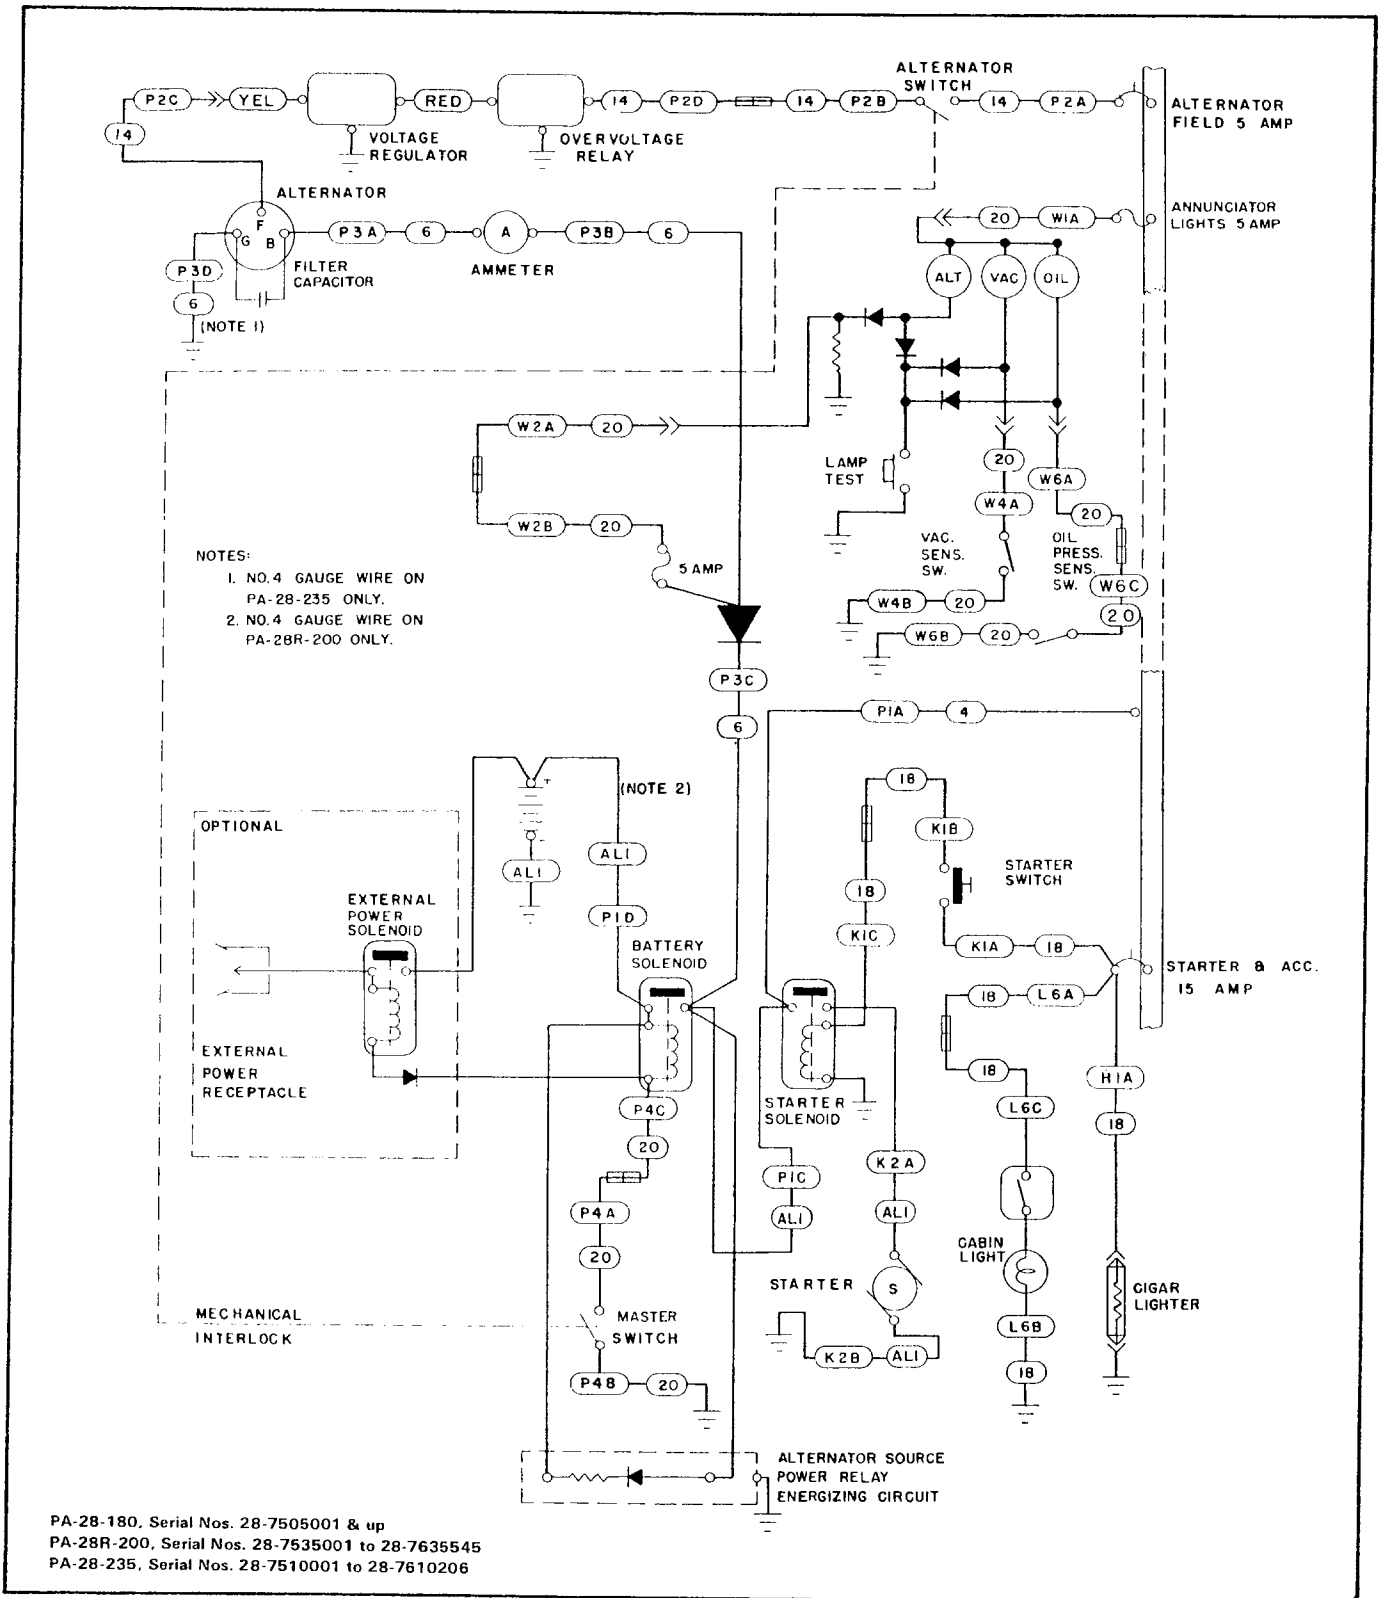 ALTERNATOR
SWITCH
P2C
YEL
RED
14
P2D
14
P2B
14
P2A
ALTERNATOR
FIELD 5 AMP
14
VOLTAGE
REGULATOR
OVERVOLTAGE
RELAY
ALTERNATOR
F
G
B
P3A
6
A
P3B
6
AMMETER
FILTER
CAPACITOR
P3D
6
(NOTE 1)
20
W1A
ANNUNCIATOR
LIGHTS 5 AMP
ALT
VAC
OIL
W2A
20
W2B
20
5 AMP
LAMP
TEST
20
W4A
W6A
20
VAC.
SENS.
SW.
OIL
PRESS.
SENS.
SW.
W6C
20
W4B
20
W6B
20
NOTES:
1. NO.4 GAUGE WIRE ON
PA-28-235 ONLY.
2. NO.4 GAUGE WIRE ON
PA-28R-200 ONLY.
P3C
6
P1A
4
18
K1B
STARTER
SWITCH
18
K1C
K1A
18
STARTER & ACC.
15 AMP
18
L6A
18
L6C
H1A
18
(NOTE 2)
+
-
AL1
AL1
P1D
OPTIONAL
EXTERNAL
POWER
SOLENOID
BATTERY
SOLENOID
EXTERNAL
POWER
RECEPTACLE
STARTER
SOLENOID
P4C
20
P4A
20
P1C
AL1
K2A
AL1
STARTER
S
K2B
AL1
CABIN
LIGHT
L6B
18
CIGAR
LIGHTER
MECHANICAL
INTERLOCK
MASTER
SWITCH
P4B
20
ALTERNATOR SOURCE
POWER RELAY
ENERGIZING CIRCUIT
PA-28-180, Serial Nos. 28-7505001 & up
PA-28R-200, Serial Nos. 28-7535001 to 28-7635545
PA-28-235, Serial Nos. 28-7510001 to 28-7610206